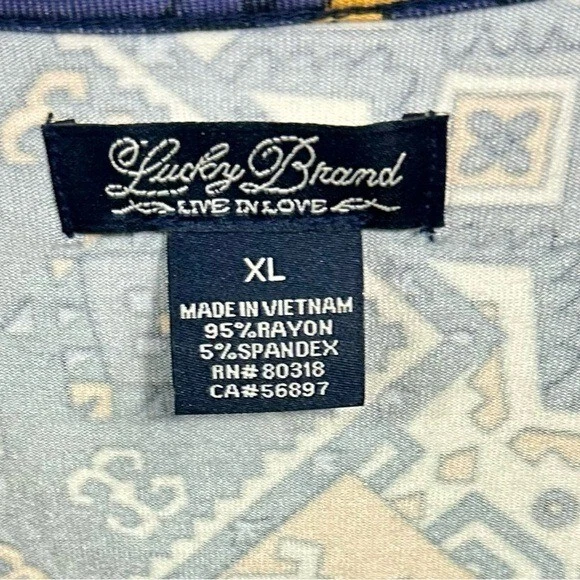 Lucky Brand
LIVE IN LOVE
XL
MADE IN VIETNAM
95%RAYON
5%SPANDEX
RN# 80318
CA#56897